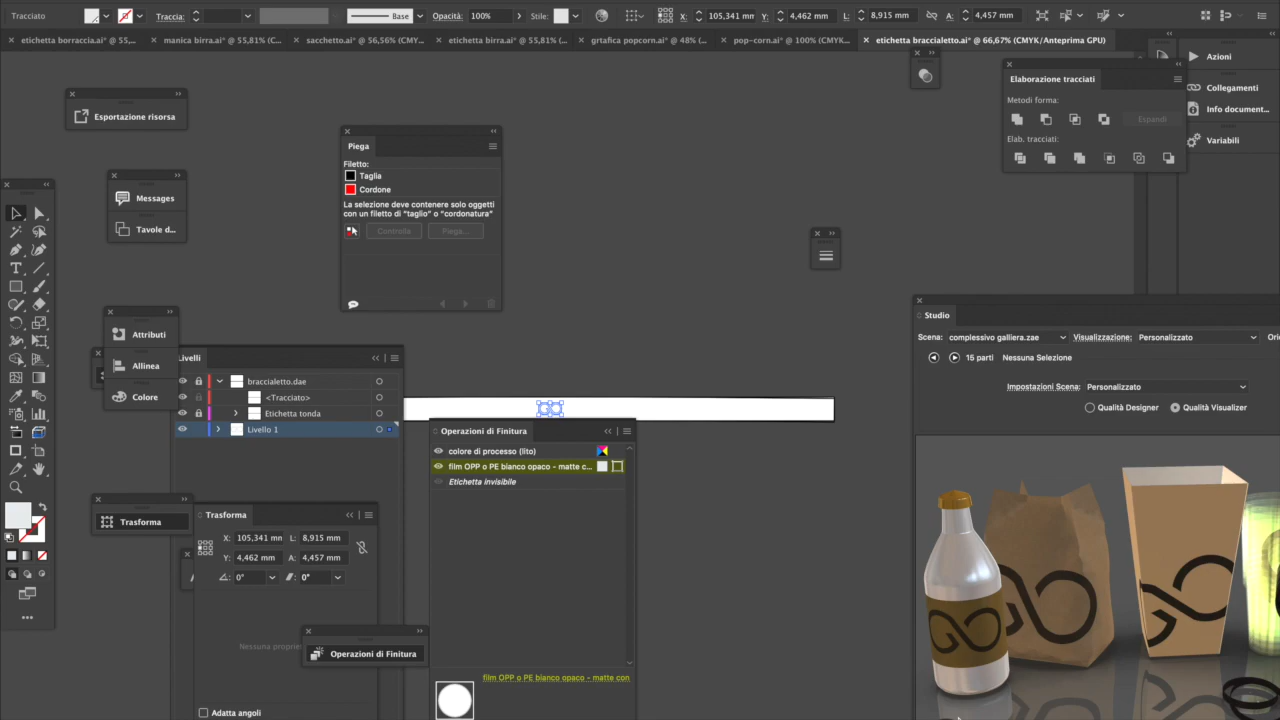 Tracciato
Traccia:
Base
Opacità:
100%
Stile:
X:
105,341 mm
Y:
4,462 mm
L:
8,915 mm
A:
4,457 mm
etichetta borraccia.ai* @ 55,...
manica birra.ai* @ 55,81% (...
sacchetto.ai* @ 56,56% (CMY...
etichetta birra.ai* @ 55,81% (...
grtafica popcorn.ai* @ 48% (...
pop-corn.ai* @ 100% (CMYK...
etichetta braccialetto.ai* @ 66,67% (CMYK/Anteprima GPU)
Azioni
Collegamenti
Info document...
Variabili
Elaborazione tracciati
Metodi forma:
Espandi
Elab. tracciati:
Esportazione risorsa
Messages
Tavole d...
Piega
Filetto:
Taglia
Cordone
La selezione deve contenere solo oggetti
con un filetto di "taglio" o "cordonatura"
Controlla
Piega...
Attributi
Allinea
Colore
Livelli
braccialetto.dae
<Tracciato>
Etichetta tonda
Livello 1
Operazioni di Finitura
colore di processo (lito)
film OPP o PE bianco opaco - matte c...
Etichetta invisibile
film OPP o PE bianco opaco - matte con
Trasforma
Trasforma
X:
105,341 mm
L:
8,915 mm
Y:
4,462 mm
A:
4,457 mm
0°
0°
Nessuna proprie
Operazioni di Finitura
Adatta angoli
Studio
Scena:
complessivo galliera.zae
Visualizzazione:
Personalizzato
Orie
15 parti
Nessuna Selezione
Impostazioni Scena:
Personalizzato
Qualità Designer
Qualità Visualizer